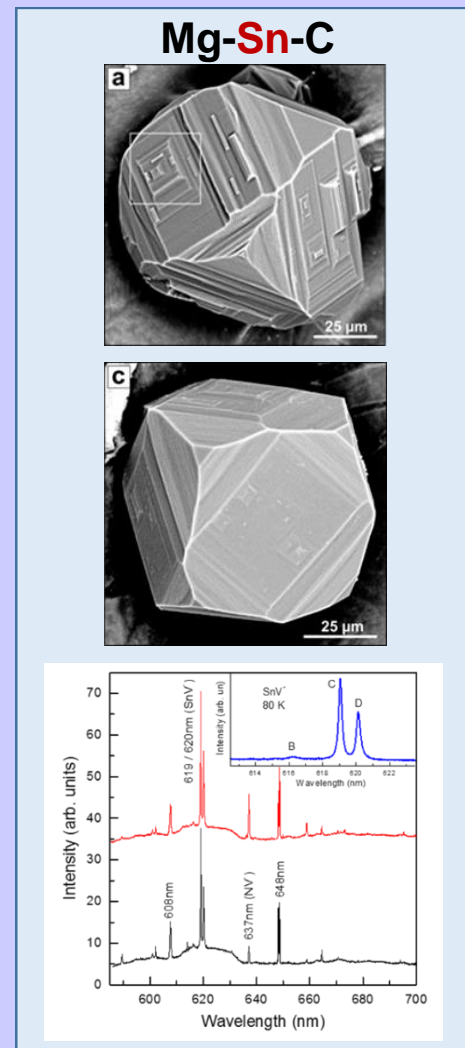 Mg-Sn-C
a
25 µm
c
25 µm
70
60
50
40
30
20
10
0
Intensity (arb. units)
619 / 620nm (SnV⁻)
608nm
637nm (NV⁻)
648nm
Intensity (arb. un)
SnV⁻
80 K
B
C
D
614 616 618 620 622
Wavelength (nm)
600 620 640 660 680 700
Wavelength (nm)